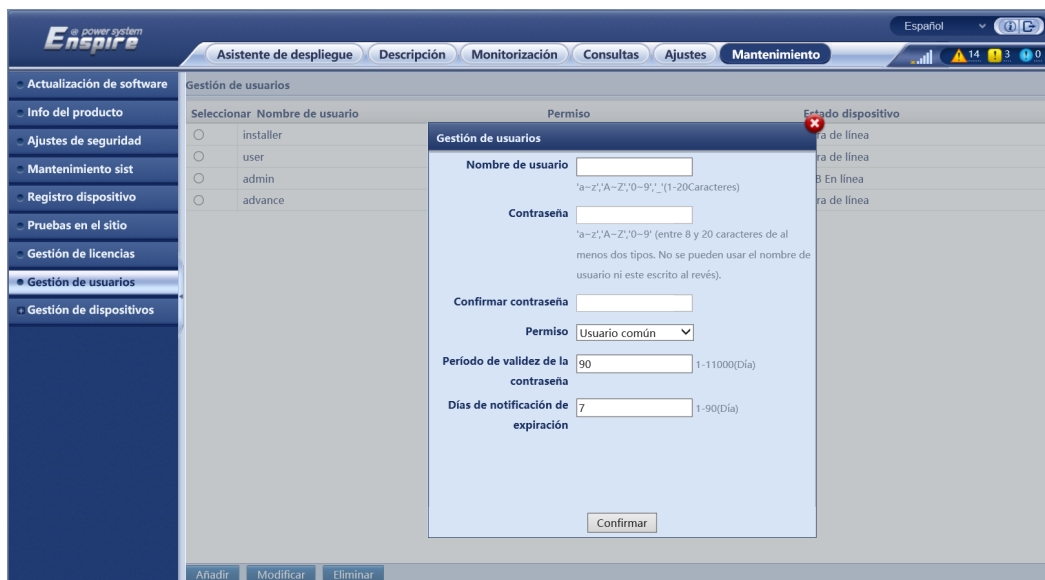 @ power system
Enspire
Español
Asistente de despliegue
Descripción
Monitorización
Consultas
Ajustes
Mantenimiento
14
3
0
Actualización de software
Info del producto
Ajustes de seguridad
Mantenimiento sist
Registro dispositivo
Pruebas en el sitio
Gestión de licencias
Gestión de usuarios
Gestión de dispositivos
Gestión de usuarios
Seleccionar Nombre de usuario Permiso Estado dispositivo
installer ra de línea
user ra de línea
admin B En línea
advance ra de línea
Gestión de usuarios
Nombre de usuario
'a~z','A~Z','0~9','_'(1-20Caracteres)
Contraseña
'a~z','A~Z','0~9' (entre 8 y 20 caracteres de al
menos dos tipos. No se pueden usar el nombre de
usuario ni este escrito al revés).
Confirmar contraseña
Permiso Usuario común
Período de validez de la
contraseña
90 1-11000(Día)
Días de notificación de
expiración
7 1-90(Día)
Confirmar
Añadir Modificar Eliminar